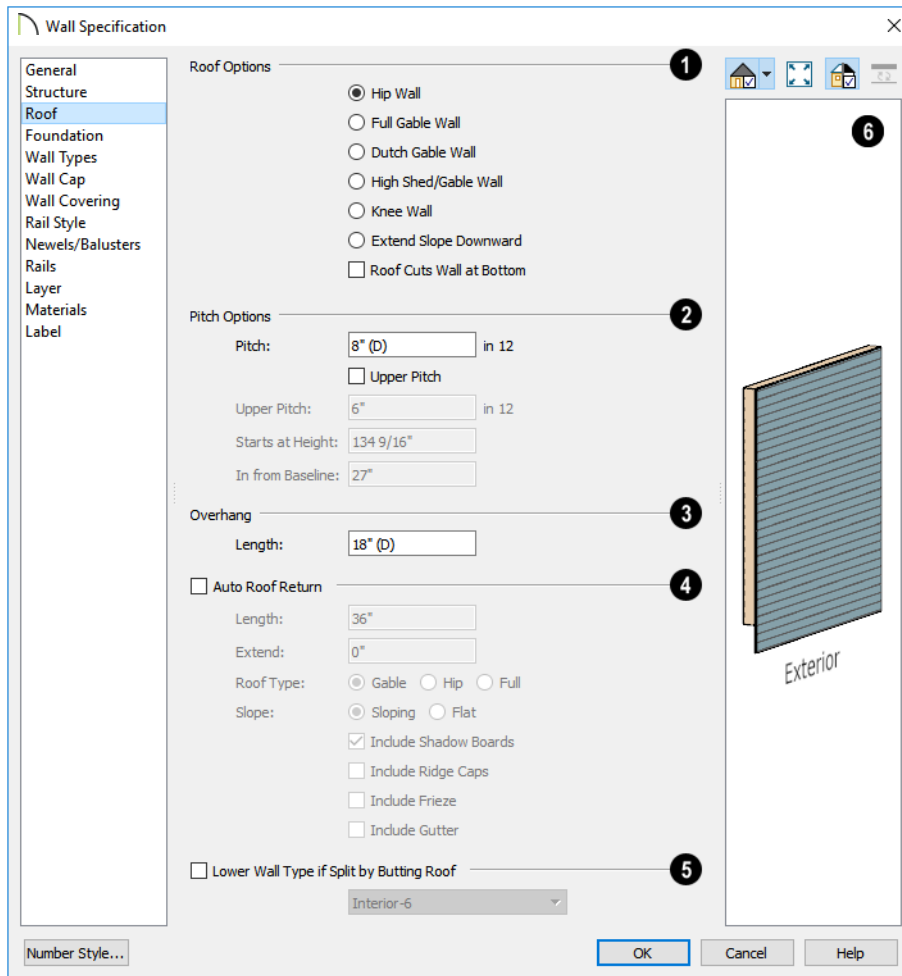 Wall Specification
General
Structure
Roof
Foundation
Wall Types
Wall Cap
Wall Covering
Rail Style
Newels/Balusters
Rails
Layer
Materials
Label
Roof Options
1
Hip Wall
Full Gable Wall
Dutch Gable Wall
High Shed/Gable Wall
Knee Wall
Extend Slope Downward
Roof Cuts Wall at Bottom
Pitch Options
2
Pitch: 8" (D) in 12
Upper Pitch
Upper Pitch: 6" in 12
Starts at Height: 134 9/16"
In from Baseline: 27"
Overhang
3
Length: 18" (D)
Auto Roof Return
4
Length: 36"
Extend: 0"
Roof Type: Gable Hip Full
Slope: Sloping Flat
Include Shadow Boards
Include Ridge Caps
Include Frieze
Include Gutter
Lower Wall Type if Split by Butting Roof
5
Interior-6
6
Exterior
Number Style...
OK
Cancel
Help